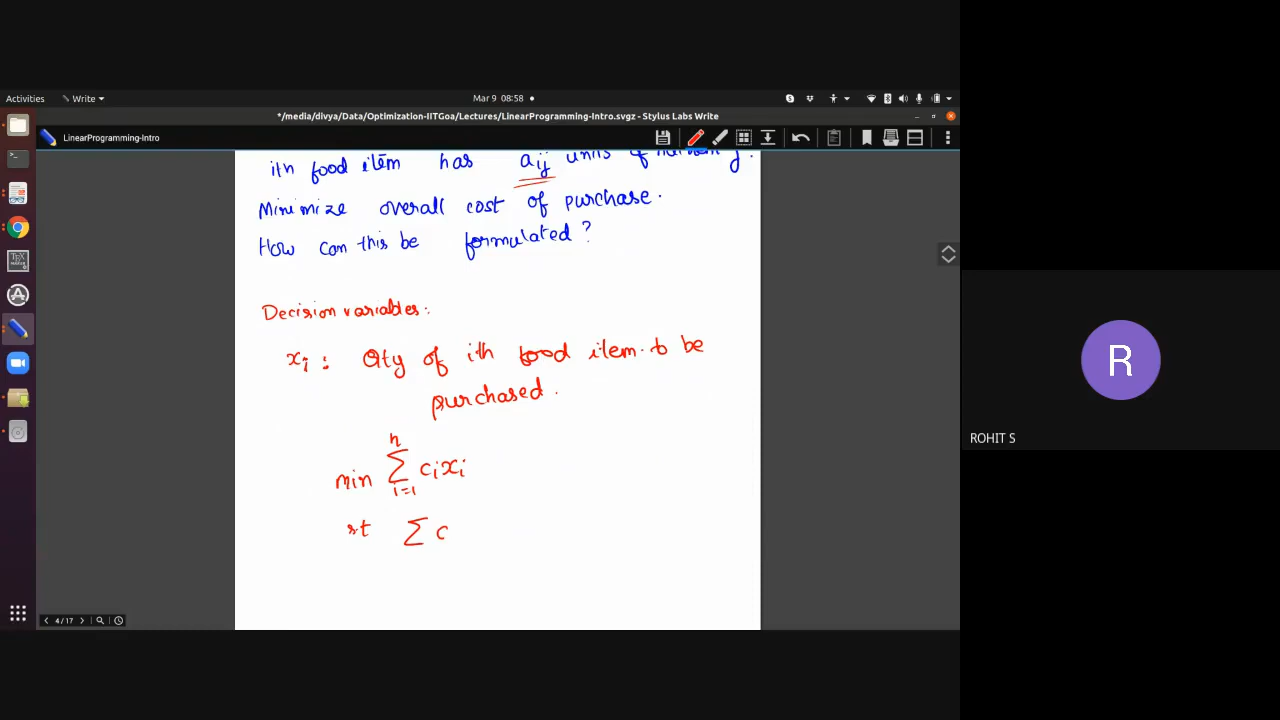 Activities
Write
Mar 9 08:58
*/media/divya/Data/Optimization-IITGoa/Lectures/LinearProgramming-Intro.svgz - Stylus Labs Write
LinearProgramming-Intro
ith food item has aij units of j.
Minimize overall cost of purchase.
How can this be formulated?
Decision variables:
xi : Qty of ith food item to be
purchased.
min ∑ i=1 n cixi
st ∑ c
4/17
R
ROHIT S